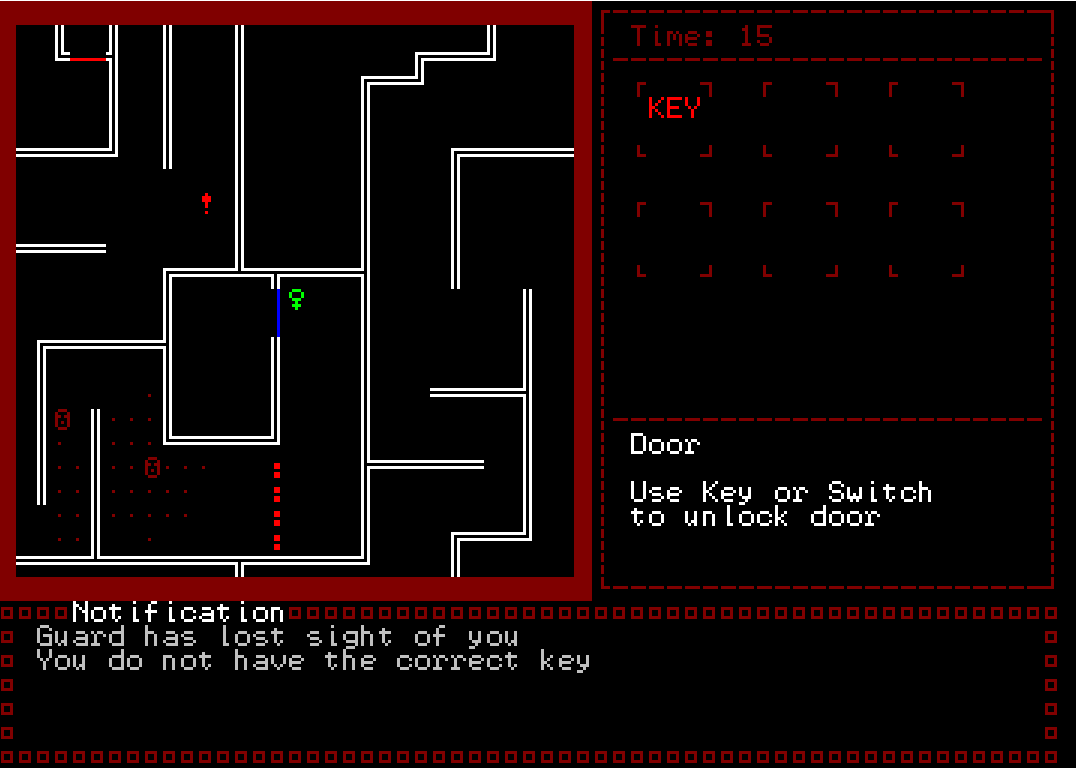 Time: 15
KEY
Door
Use Key or Switch
to unlock door
Notification
Guard has lost sight of you
You do not have the correct key